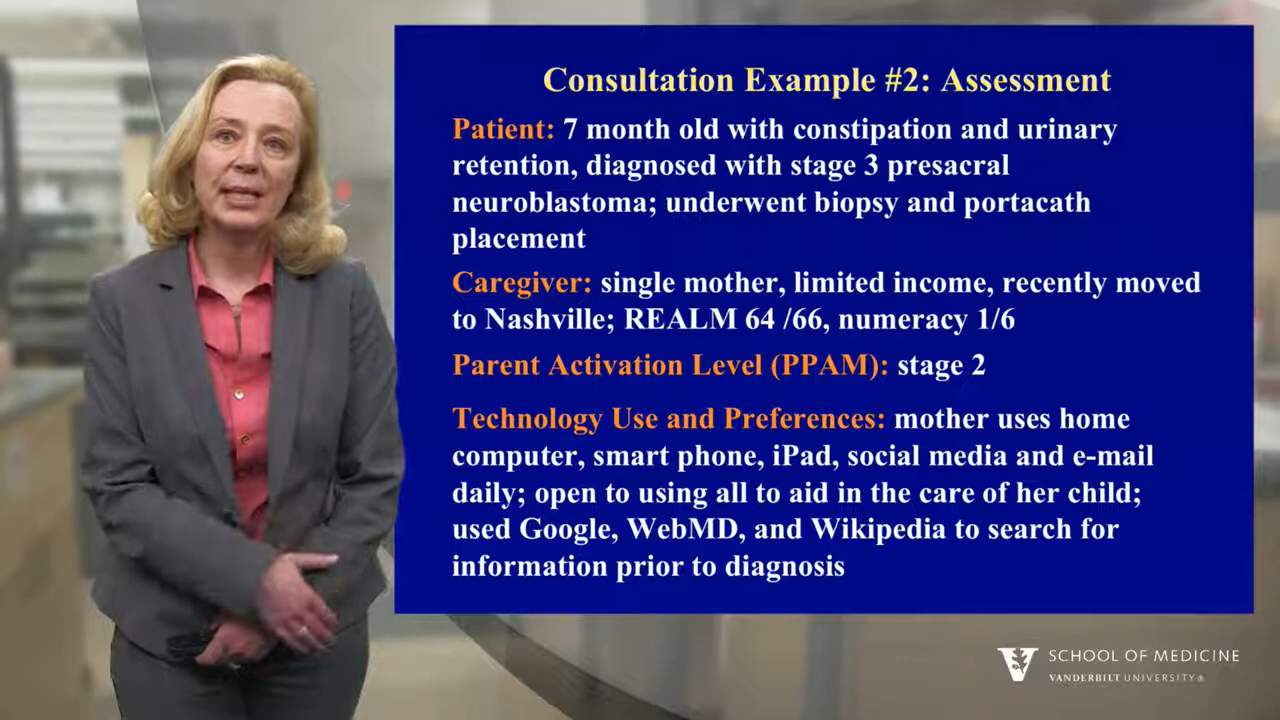 Consultation Example #2: Assessment
Patient: 7 month old with constipation and urinary
retention, diagnosed with stage 3 presacral
neuroblastoma; underwent biopsy and portacath
placement
Caregiver: single mother, limited income, recently moved
to Nashville; REALM 64 /66, numeracy 1/6
Parent Activation Level (PPAM): stage 2
Technology Use and Preferences: mother uses home
computer, smart phone, iPad, social media and e-mail
daily; open to using all to aid in the care of her child;
used Google, WebMD, and Wikipedia to search for
information prior to diagnosis
SCHOOL OF MEDICINE
VANDERBILT UNIVERSITY®